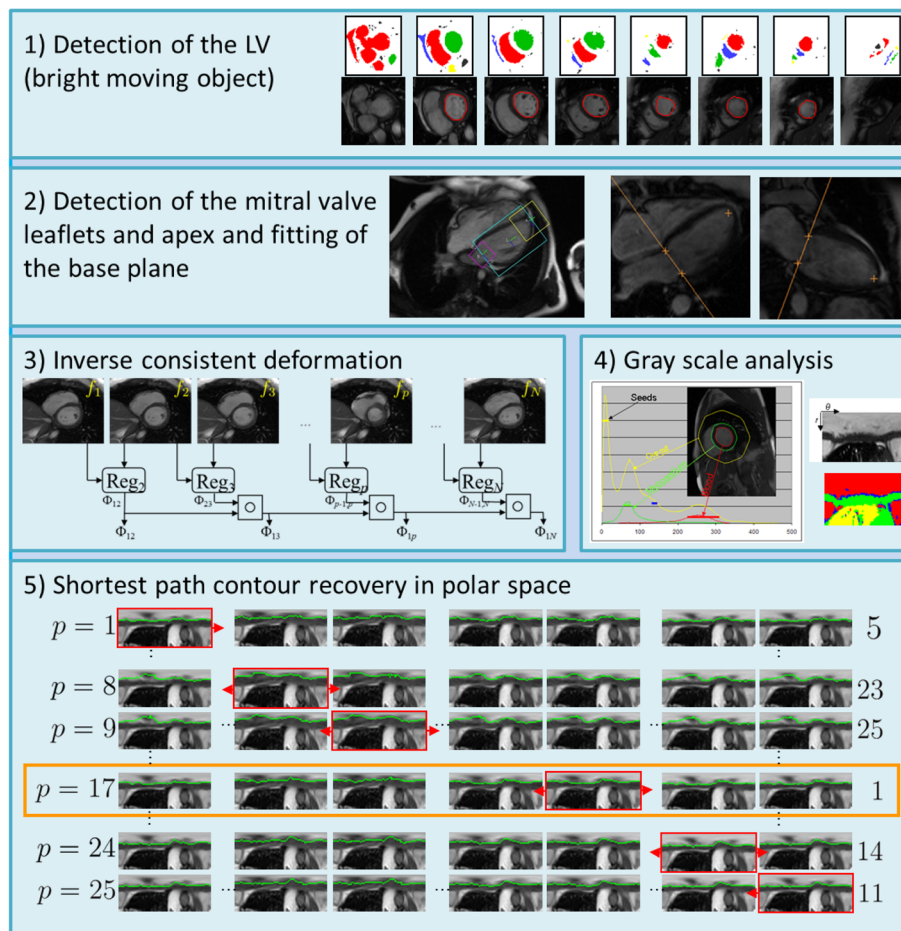 1) Detection of the LV
(bright moving object)
2) Detection of the mitral valve
leaflets and apex and fitting of
the base plane
3) Inverse consistent deformation
f1 f2 f3 fp fN
... ...
Reg2 Reg3 Regp RegN
Φ12 Φ23 Φp-1,p ΦN-1,N
Φ12 Φ13 Φ1p Φ1N
4) Gray scale analysis
Seeds
θ
r
0 100 200 300 400 500
5) Shortest path contour recovery in polar space
p = 1 5
p = 8 23
p = 9 25
p = 17 1
p = 24 14
p = 25 11